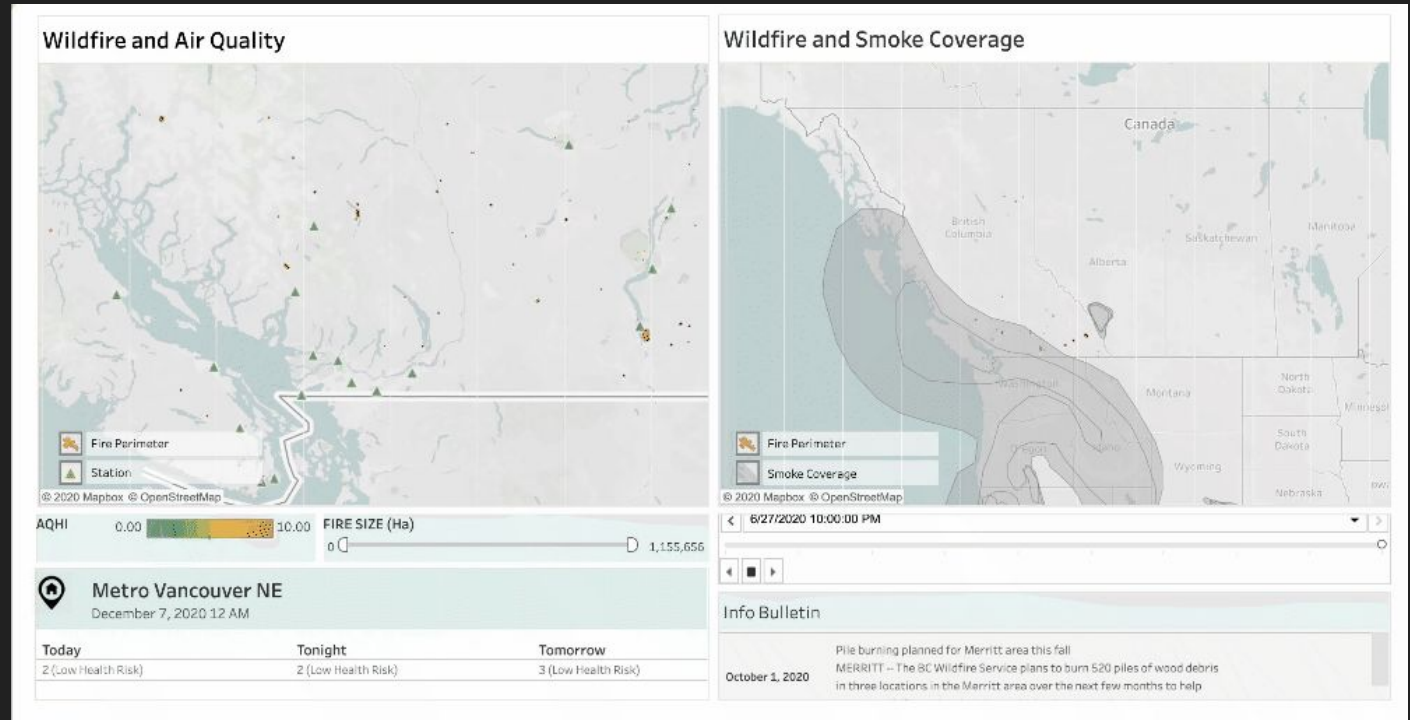 Wildfire and Air Quality
Fire Perimeter
Station
© 2020 Mapbox © OpenStreetMap
AQHI
0.00
10.00
FIRE SIZE (Ha)
0
1,155,656
Metro Vancouver NE
December 7, 2020 12 AM
Today
Tonight
Tomorrow
2 (Low Health Risk)
2 (Low Health Risk)
3 (Low Health Risk)
Wildfire and Smoke Coverage
Canada
British
Columbia
Alberta
Saskatchewan
Manitoba
Washington
Montana
North
Dakota
Minnesot
Oregon
Idaho
South
Dakota
Wyoming
Nebraska
Fire Perimeter
Smoke Coverage
© 2020 Mapbox © OpenStreetMap
6/27/2020 10:00:00 PM
Info Bulletin
October 1, 2020
Pile burning planned for Merritt area this fall
MERRITT – The BC Wildfire Service plans to burn 520 piles of wood debris
in three locations in the Merritt area over the next few months to help